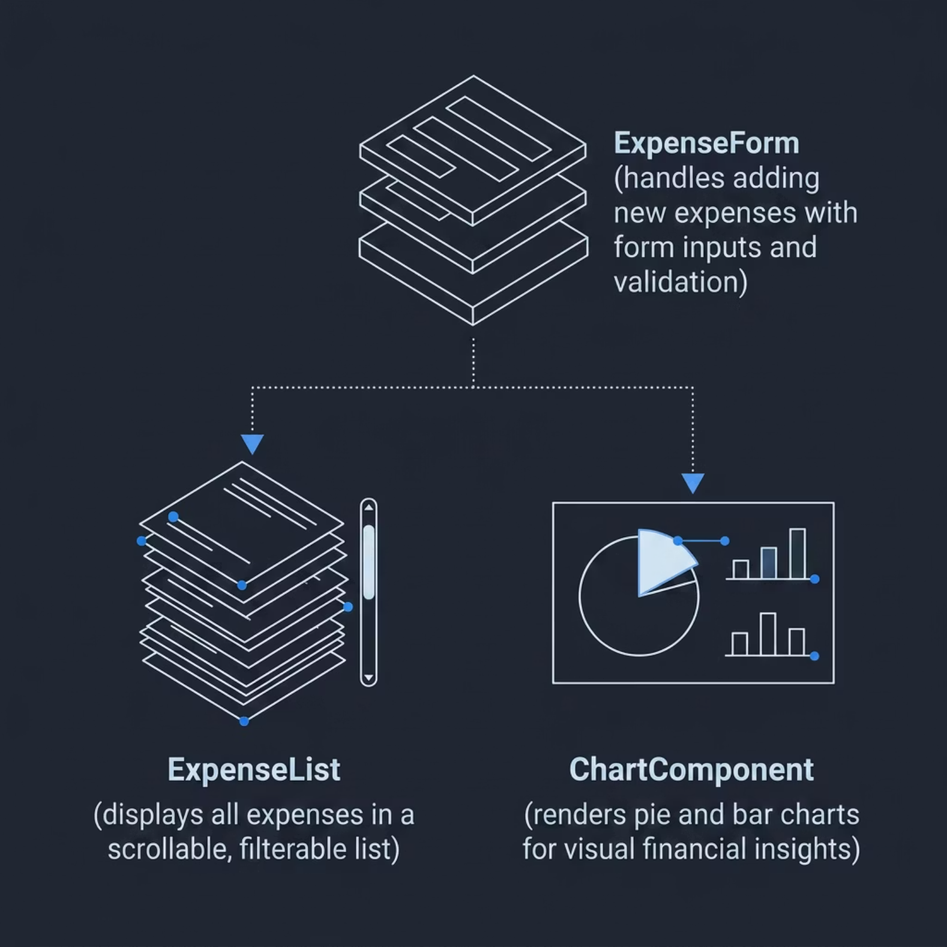 ExpenseForm
(handles adding
new expenses with
form inputs and
validation)
ExpenseList
(displays all expenses in a
scrollable, filterable list)
ChartComponent
(renders pie and bar charts
for visual financial insights)